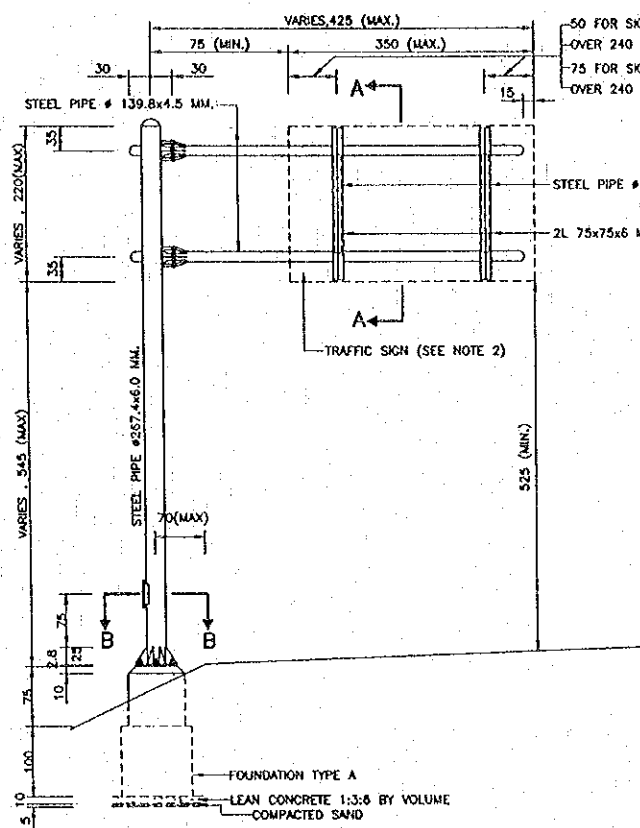 VARIES,425 (MAX.)
50 FOR SK
OVER 240
75 FOR SK
OVER 240
75 (MIN.)
350 (MAX.)
30
30
15
A
STEEL PIPE ø 139.8x4.5 MM.
35
VARIES , 220(MAX)
STEEL PIPE ø
2L 75x75x6 M
35
A
TRAFFIC SIGN (SEE NOTE 2)
STEEL PIPE ø267.4x6.0 MM.
VARIES , 545 (MAX)
525 (MIN.)
70(MAX)
75
B
B
2.8
25
10
75
100
FOUNDATION TYPE A
10
LEAN CONCRETE 1:3:6 BY VOLUME
COMPACTED SAND
5